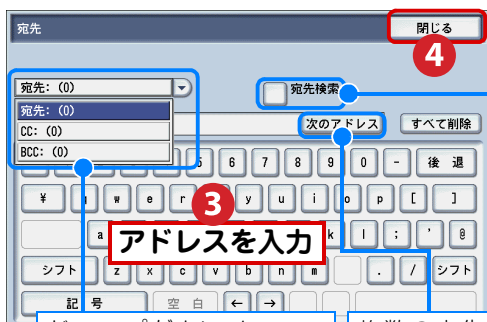 宛先
閉じる
4
宛先: (0)
宛先検索
宛先: (0)
CC: (0)
BCC: (0)
次のアドレス
すべて削除
5 6 7 8 9 0 - 後 退
¥ q w e r y u i o p [ ]
3
アドレスを入力
a k l ; ' @
シフト z x c v b n m . / シフト
記 号 空 白 ← →